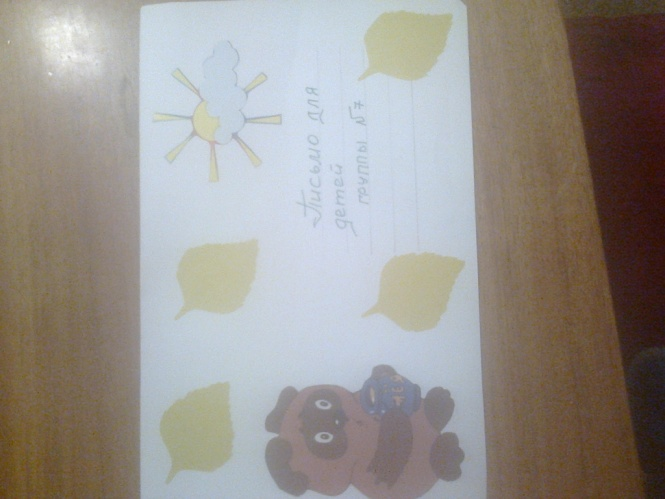 Письмо для
детей
группы №7